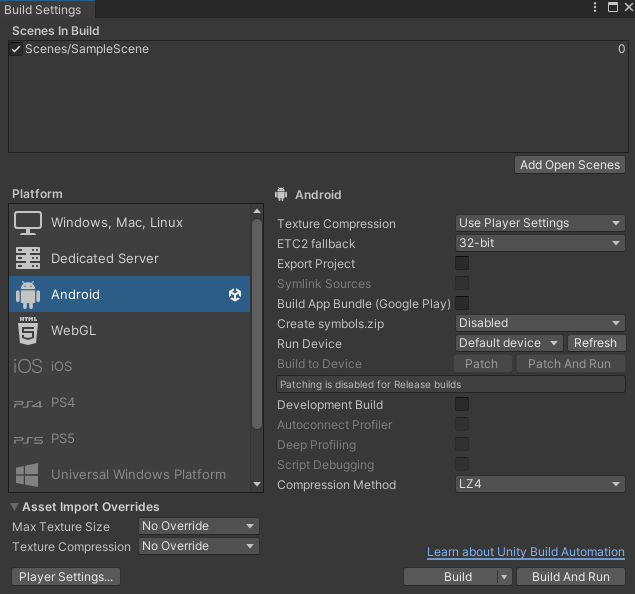 Build Settings
Scenes In Build
Scenes/SampleScene 0
Add Open Scenes
Platform
Windows, Mac, Linux
Dedicated Server
Android
HTML
5
WebGL
iOS iOS
PS4 PS4
PS5 PS5
Universal Windows Platform
Android
Texture Compression Use Player Settings
ETC2 fallback 32-bit
Export Project
Symlink Sources
Build App Bundle (Google Play)
Create symbols.zip Disabled
Run Device Default device Refresh
Build to Device Patch Patch And Run
Patching is disabled for Release builds
Development Build
Autoconnect Profiler
Deep Profiling
Script Debugging
Compression Method LZ4
Asset Import Overrides
Max Texture Size No Override
Texture Compression No Override
Learn about Unity Build Automation
Player Settings... Build Build And Run